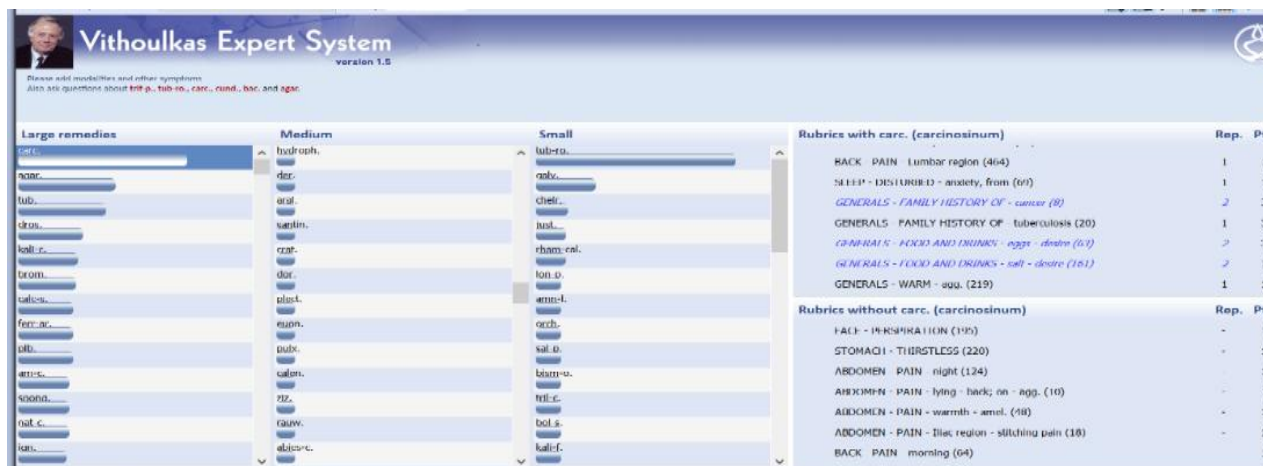 Vithoulkas Expert System
version 1.5
Please add modalities and other symptoms
Also ask questions about trif-p., tub-ro., carc., cund., bac. and agar.
Large remedies
carc.
agar.
tub.
dros.
kali-c.
brom.
calc-s.
ferr-ar.
plb.
am-c.
spong.
nat-c.
ign.
Medium
hydroph.
der.
aral.
santin.
crat.
dor.
plect.
euon.
pulx.
calen.
riz.
rauw.
abies-c.
Small
tub-ro.
galv.
chelr.
just.
rham-cal.
lon-p.
amn-l.
orch.
sal-p.
bism-o.
tril-c.
bol-s.
kali-f.
Rubrics with carc. (carcinosinum) Rep.
BACK - PAIN - Lumbar region (464) 1
SLEEP - DISTURBED - anxiety, from (69) 1
GENERALS - FAMILY HISTORY OF - cancer (8) 2
GENERALS - FAMILY HISTORY OF - tuberculosis (20) 1
GENERALS - FOOD AND DRINKS - eggs - desire (63) 2
GENERALS - FOOD AND DRINKS - salt - desire (161) 2
GENERALS - WARM - agg. (219) 1
Rubrics without carc. (carcinosinum) Rep.
FACE - PERSPIRATION (195) -
STOMACH - THIRSTLESS (220) -
ABDOMEN - PAIN - night (124)
ABDOMEN - PAIN - lying - back; on - agg. (10)
ABDOMEN - PAIN - warmth - amel. (48) -
ABDOMEN - PAIN - Iliac region - stitching pain (18) -
BACK - PAIN - morning (64)